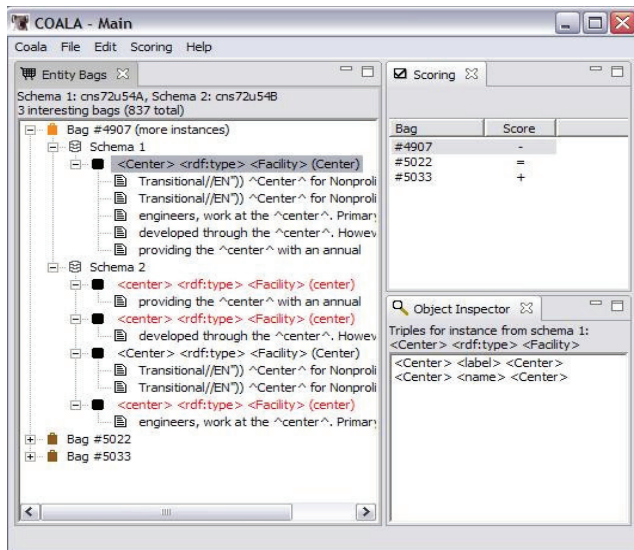 COALA - Main
Coala File Edit Scoring Help
Entity Bags
Schema 1: cns72u54A, Schema 2: cns72u54B
3 interesting bags (837 total)
Bag #4907 (more instances)
Schema 1
<Center> <rdf:type> <Facility> (Center)
Transitional//EN")) ^Center^ for Nonproli
Transitional//EN")) ^Center^ for Nonproli
engineers, work at the ^center^. Primar
developed through the ^center^. Howev
providing the ^center^ with an annual
Schema 2
<center> <rdf:type> <Facility> (center)
providing the ^center^ with an annual
<center> <rdf:type> <Facility> (center)
developed through the ^center^. Howev
<Center> <rdf:type> <Facility> (Center)
Transitional//EN")) ^Center^ for Nonproli
Transitional//EN")) ^Center^ for Nonproli
<center> <rdf:type> <Facility> (center)
engineers, work at the ^center^. Primar
Bag #5022
Bag #5033
Scoring
Bag Score
#4907 -
#5022 =
#5033 +
Object Inspector
Triples for instance from schema 1:
<Center> <rdf:type> <Facility>
<Center> <label> <Center>
<Center> <name> <Center>